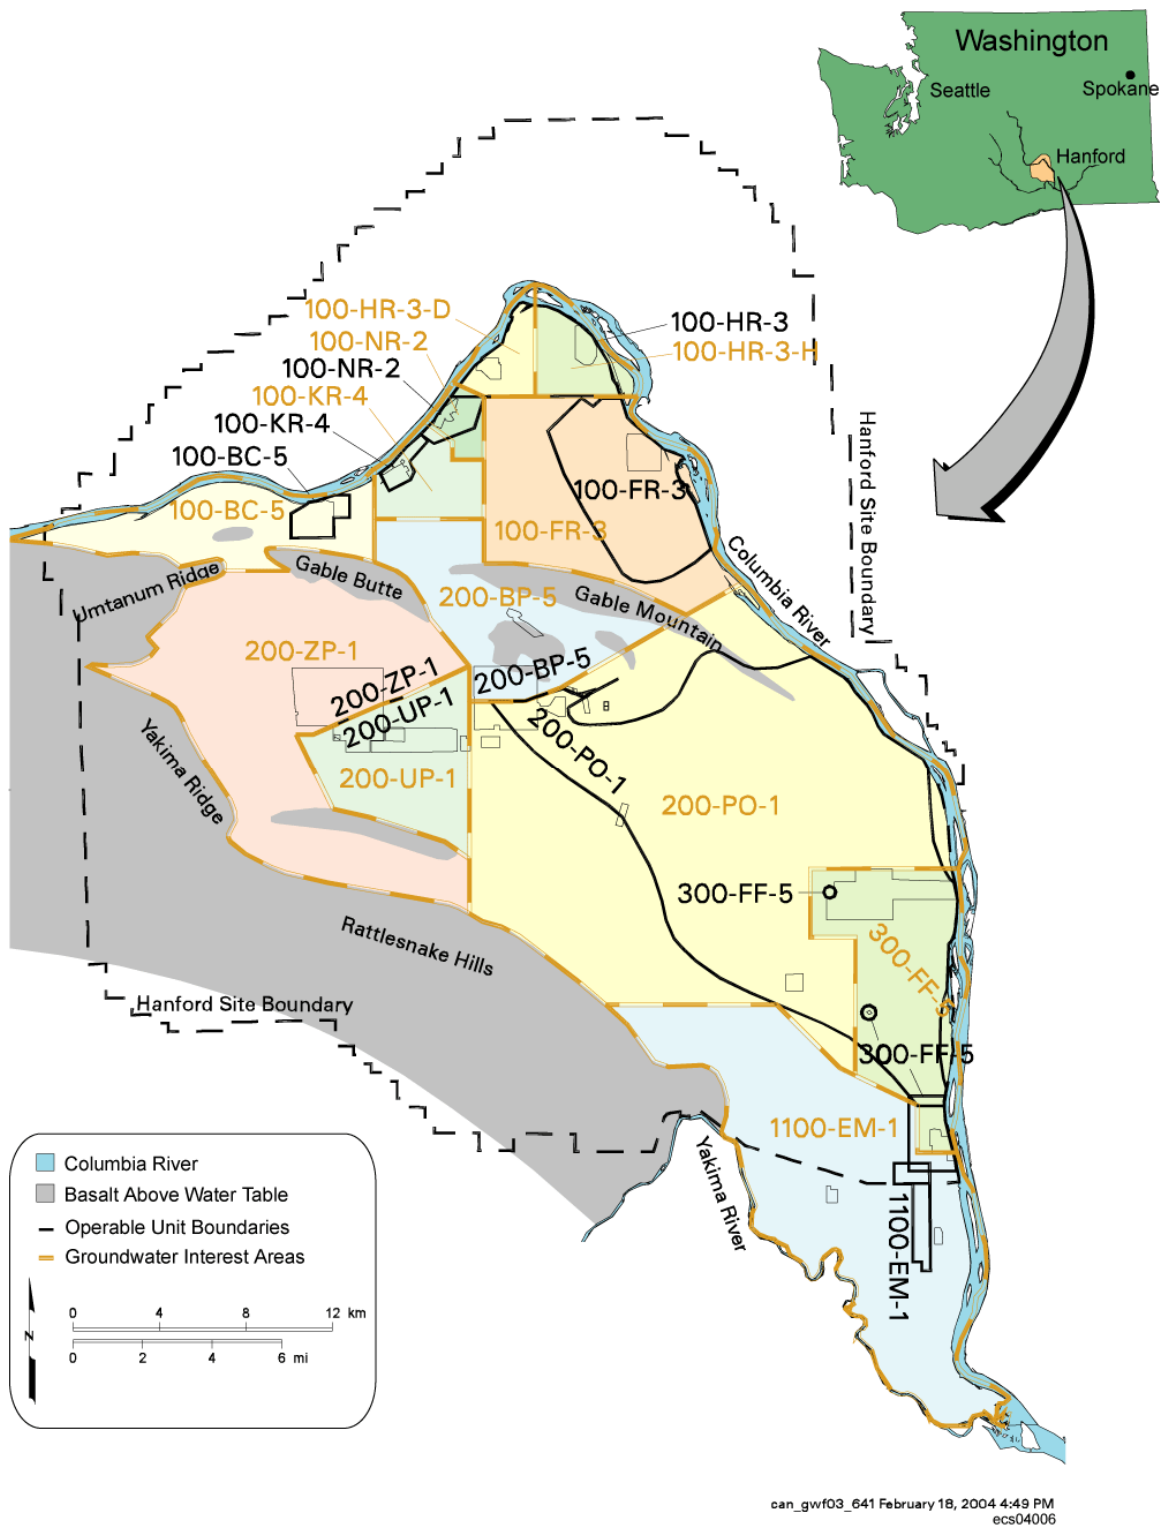 Washington
Seattle
Spokane
Hanford
100-HR-3-D
100-HR-3
100-NR-2
100-HR-3-H
100-NR-2
100-KR-4
100-KR-4
100-BC-5
100-BC-5
100-FR-3
100-FR-3
Hanford Site Boundary
Columbia River
Umtanum Ridge
Gable Butte
200-BP-5
Gable Mountain
200-ZP-1
200-BP-5
200-ZP-1
200-UP-1
200-PO-1
Yakima Ridge
200-UP-1
200-PO-1
300-FF-5
300-FF-5
Rattlesnake Hills
Hanford Site Boundary
300-FF-5
1100-EM-1
Yakima River
1100-EM-1
Columbia River
Basalt Above Water Table
Operable Unit Boundaries
Groundwater Interest Areas
N
0 4 8 12 km
0 2 4 6 mi
can_gwf03_641 February 18, 2004 4:49 PM
ecs04006